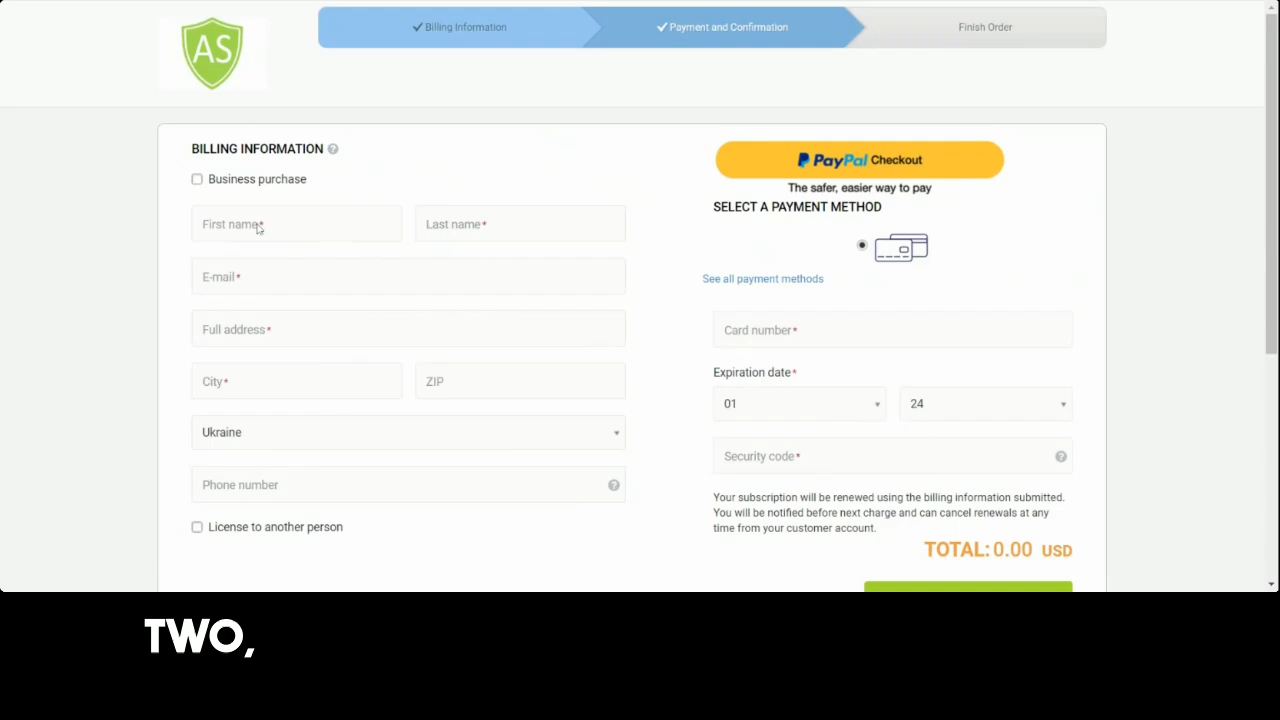 AS
Billing Information
Payment and Confirmation
Finish Order
BILLING INFORMATION ?
Business purchase
First name*
Last name*
E-mail*
Full address*
City*
ZIP
Ukraine
Phone number ?
License to another person
PayPal Checkout
The safer, easier way to pay
SELECT A PAYMENT METHOD
See all payment methods
Card number*
Expiration date*
01
24
Security code* ?
Your subscription will be renewed using the billing information submitted.
You will be notified before next charge and can cancel renewals at any
time from your customer account.
TOTAL: 0.00 USD
TWO,